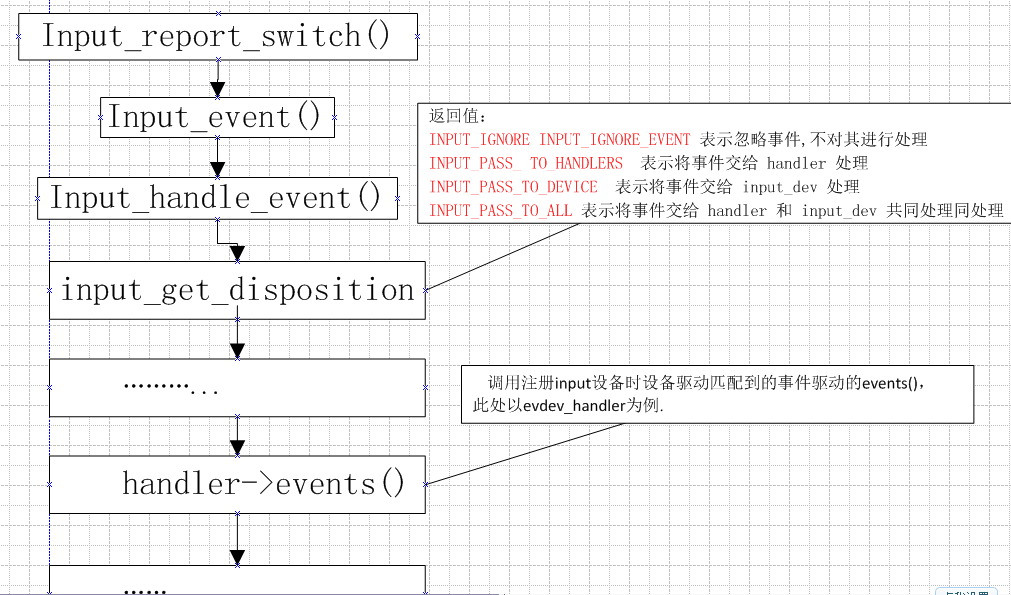 Input_report_switch()
Input_event()
返回值:
INPUT_IGNORE INPUT_IGNORE_EVENT 表示忽略事件,不对其进行处理
INPUT_PASS_ TO_HANDLERS 表示将事件交给 handler 处理
INPUT_PASS_TO_DEVICE 表示将事件交给 input_dev 处理
INPUT_PASS_TO_ALL 表示将事件交给 handler 和 input_dev 共同处理同处理
Input_handle_event()
input_get_disposition
………...
调用注册input设备时设备驱动匹配到的事件驱动的events(),
此处以evdev_handler为例.
handler->events()
……